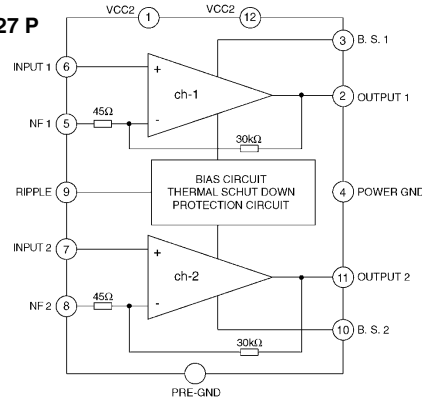 27 P
VCC2
VCC2
1
12
3
B. S. 1
INPUT 1
6
+
ch-1
2
OUTPUT 1
45Ω
-
NF 1
5
30kΩ
BIAS CIRCUIT
THERMAL SCHUT DOWN
PROTECTION CIRCUIT
RIPPLE
9
4
POWER GND
INPUT 2
7
+
ch-2
11
OUTPUT 2
45Ω
-
NF 2
8
10
B. S. 2
30kΩ
PRE-GND